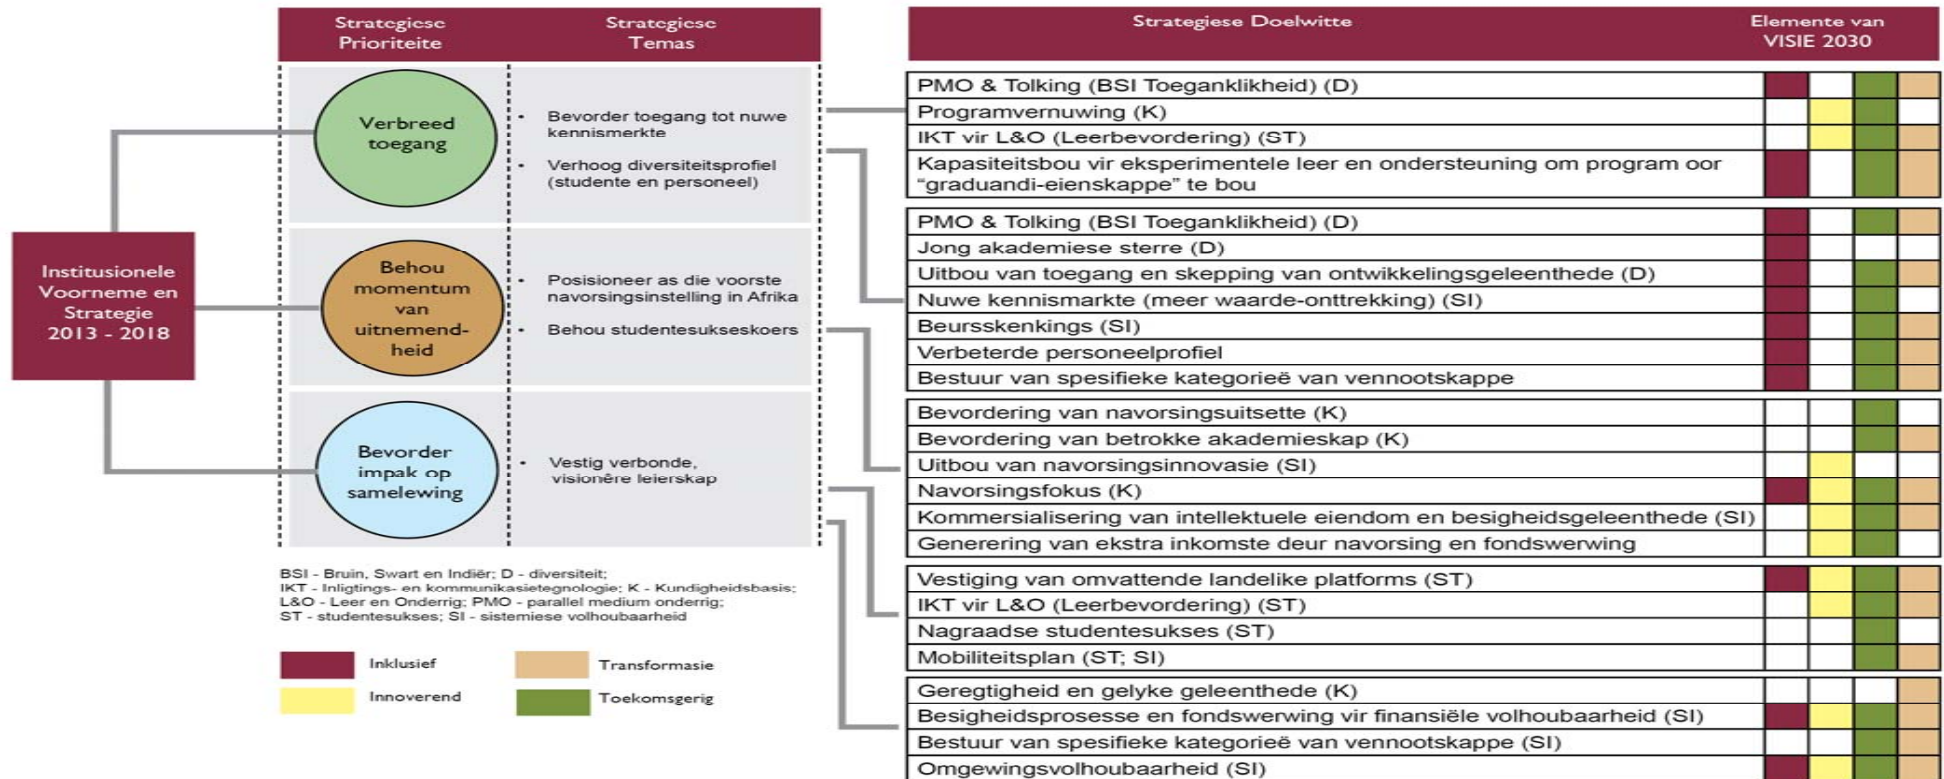 Strategiese
Prioriteite
Strategiese
Temas
Strategiese Doelwitte
Elemente van
VISIE 2030
Institusionele
Voorneme en
Strategie
2013 - 2018
Verbreed
toegang
• Bevorder toegang tot nuwe
kennismerkte
• Verhoog diversiteitsprofiel
(studente en personeel)
Behou
momentum
van
uitnemend-
heid
• Posisioneer as die voorste
navorsingsinstelling in Afrika
• Behou studentesukseskoers
Bevorder
impak op
samelewing
• Vestig verbonde,
visionêre leierskap
PMO & Tolking (BSI Toeganklikheid) (D)
Programvernuwing (K)
IKT vir L&O (Leerbevordering) (ST)
Kapasiteitsbou vir eksperimentele leer en ondersteuning om program oor
“graduandi-eienskappe” te bou
PMO & Tolking (BSI Toeganklikheid) (D)
Jong akademiese sterre (D)
Uitbou van toegang en skepping van ontwikkelingsgeleenthede (D)
Nuwe kennismarkte (meer waarde-onttrekking) (SI)
Beursskenkings (SI)
Verbeterde personeelprofiel
Bestuur van spesifieke kategorieë van vennootskappe
Bevordering van navorsingsuitsette (K)
Bevordering van betrokke akademieskap (K)
Uitbou van navorsingsinnovasie (SI)
Navorsingsfokus (K)
Kommersialisering van intellektuele eiendom en besigheidsgeleenthede (SI)
Generering van ekstra inkomste deur navorsing en fondswerwing
Vestiging van omvattende landelike platforms (ST)
IKT vir L&O (Leerbevordering) (ST)
Nagraadse studentesukses (ST)
Mobiliteitsplan (ST; SI)
Geregtigheid en gelyke geleenthede (K)
Besigheidsprosesse en fondswerwing vir finansiële volhoubaarheid (SI)
Bestuur van spesifieke kategorieë van vennootskappe (SI)
Omgewingsvolhoubaarheid (SI)
BSI - Bruin, Swart en Indiër; D - diversiteit;
IKT - Inligtings- en kommunikasietegnologie; K - Kundigheidsbasis;
L&O - Leer en Onderrig; PMO - parallel medium onderrig;
ST - studentesukses; SI - sistemiese volhoubaarheid
Inklusief
Transformasie
Innoverend
Toekomsgerig